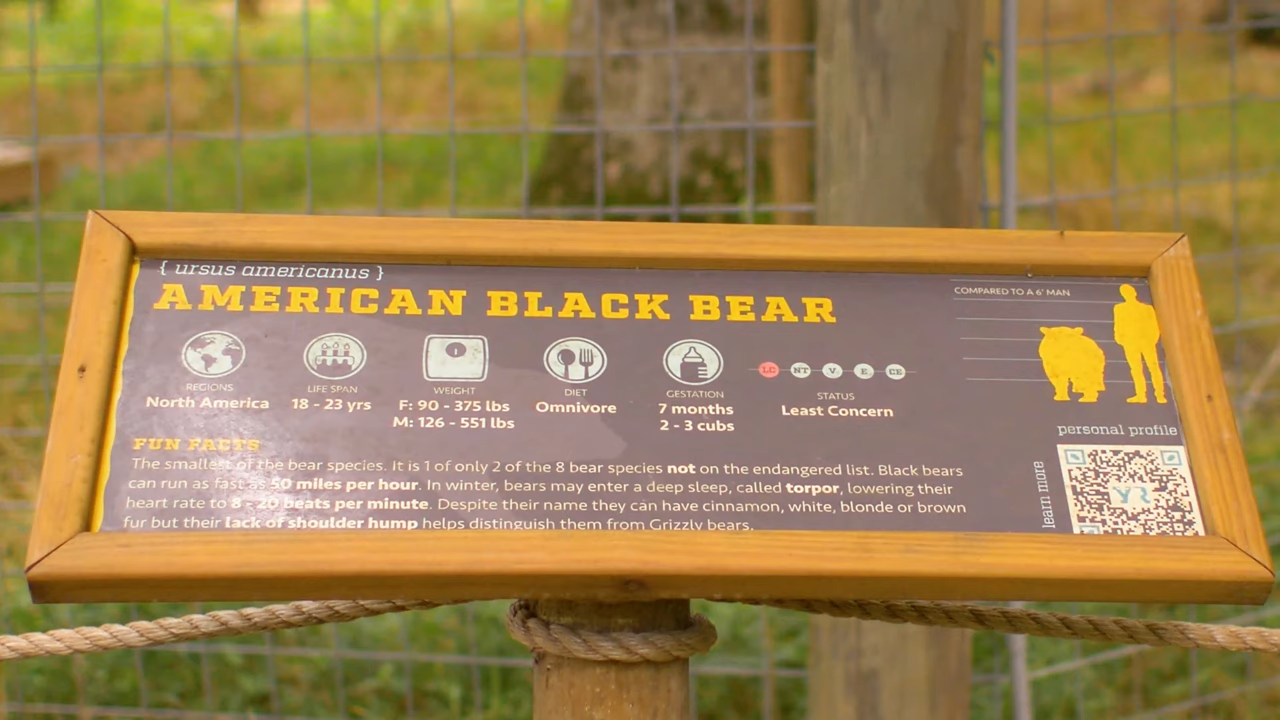 { ursus americanus }
AMERICAN BLACK BEAR
COMPARED TO A 6' MAN
REGIONS
North America
LIFE SPAN
18 - 23 yrs
WEIGHT
F: 90 - 375 lbs
M: 126 - 551 lbs
DIET
Omnivore
GESTATION
7 months
2 - 3 cubs
LC NT V E CE
STATUS
Least Concern
FUN FACTS
The smallest of the bear species. It is 1 of only 2 of the 8 bear species not on the endangered list. Black bears
can run as fast as 50 miles per hour. In winter, bears may enter a deep sleep, called torpor, lowering their
heart rate to 8 - 20 beats per minute. Despite their name they can have cinnamon, white, blonde or brown
fur but their lack of shoulder hump helps distinguish them from Grizzly bears.
personal profile
learn more